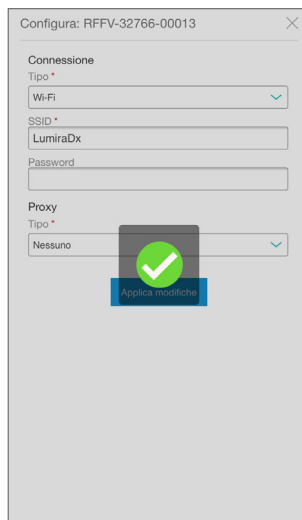 Configura: RFFV-32766-00013
Connessione
Tipo *
Wi-Fi
SSID *
LumiraDx
Password
Proxy
Tipo *
Nessuno
Applica modifiche